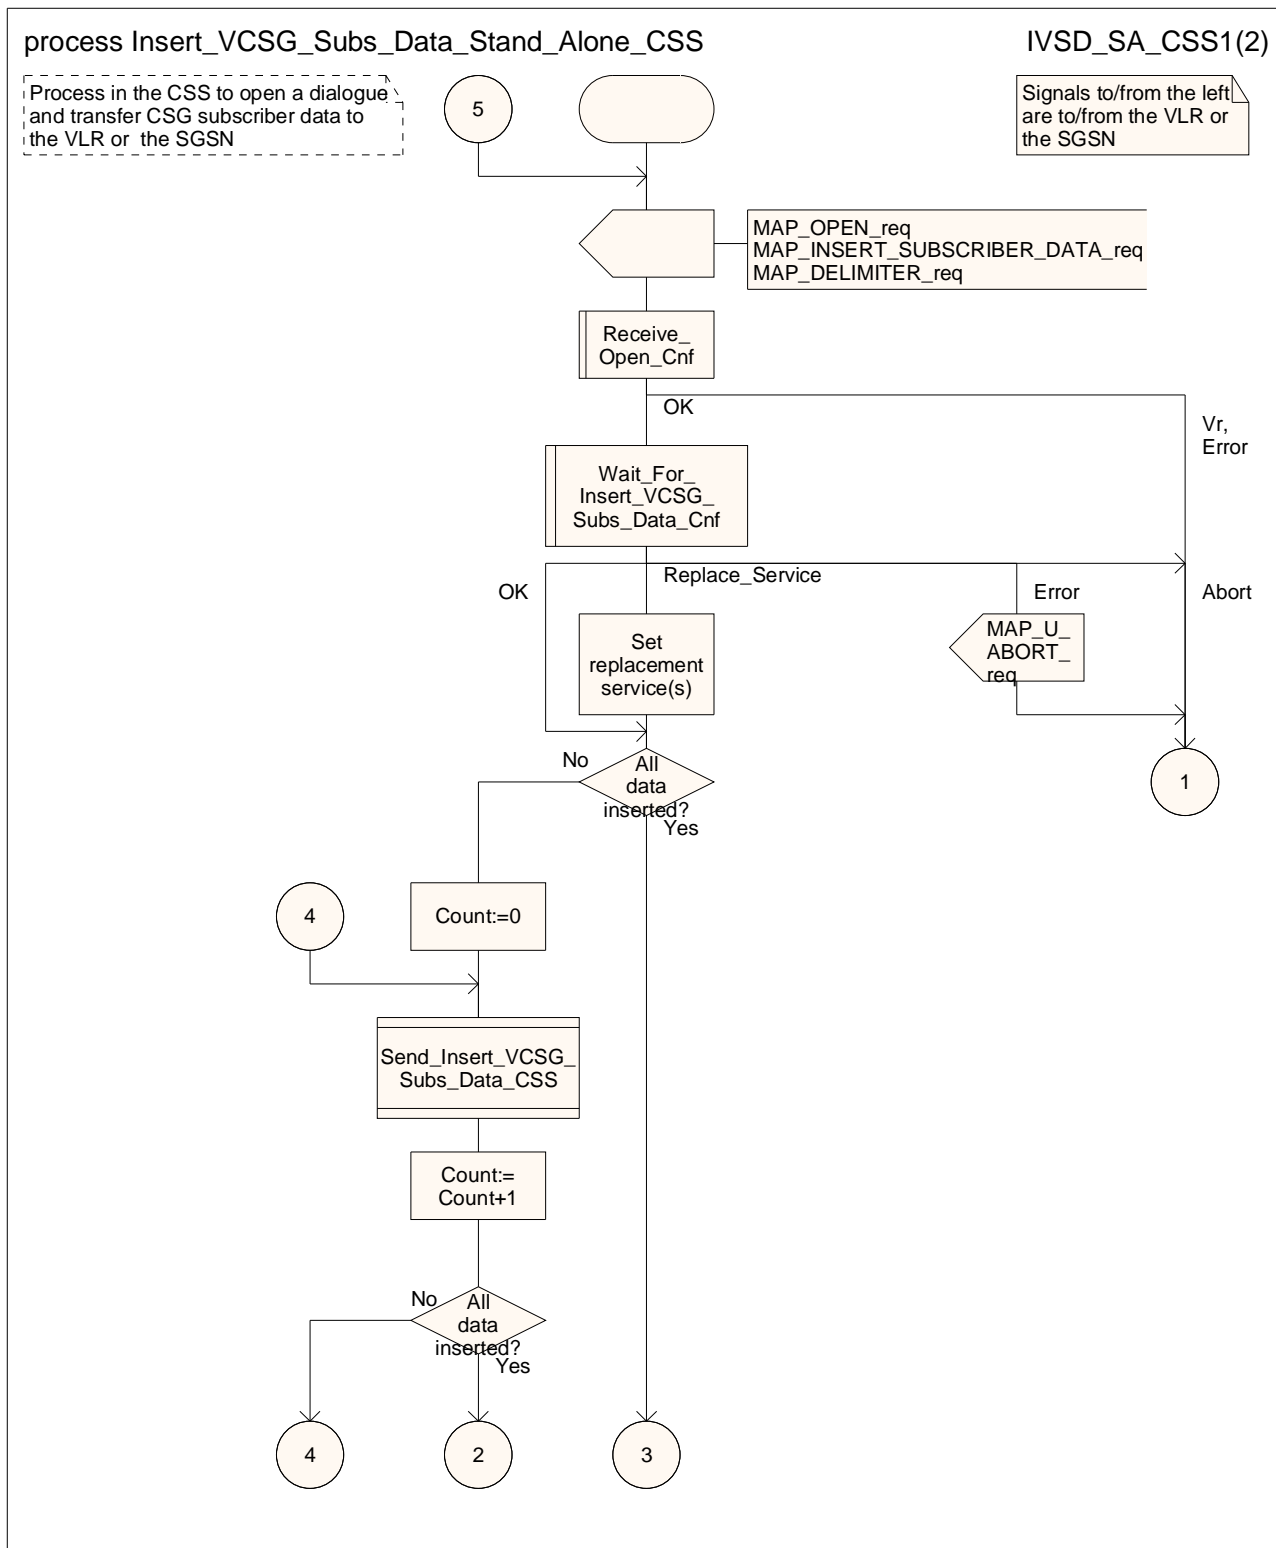 process Insert_VCSG_Subs_Data_Stand_Alone_CSS
IVSD_SA_CSS1(2)
Process in the CSS to open a dialogue
and transfer CSG subscriber data to
the VLR or the SGSN
5
Signals to/from the left
are to/from the VLR or
the SGSN
MAP_OPEN_req
MAP_INSERT_SUBSCRIBER_DATA_req
MAP_DELIMITER_req
Receive_
Open_Cnf
OK
Vr,
Error
Wait_For_
Insert_VCSG_
Subs_Data_Cnf
OK
Replace_Service
Error
Abort
Set
replacement
service(s)
MAP_U_
ABORT_
req
No
All
data
inserted?
Yes
1
4
Count:=0
Send_Insert_VCSG_
Subs_Data_CSS
Count:=
Count+1
No
All
data
inserted?
Yes
4
2
3